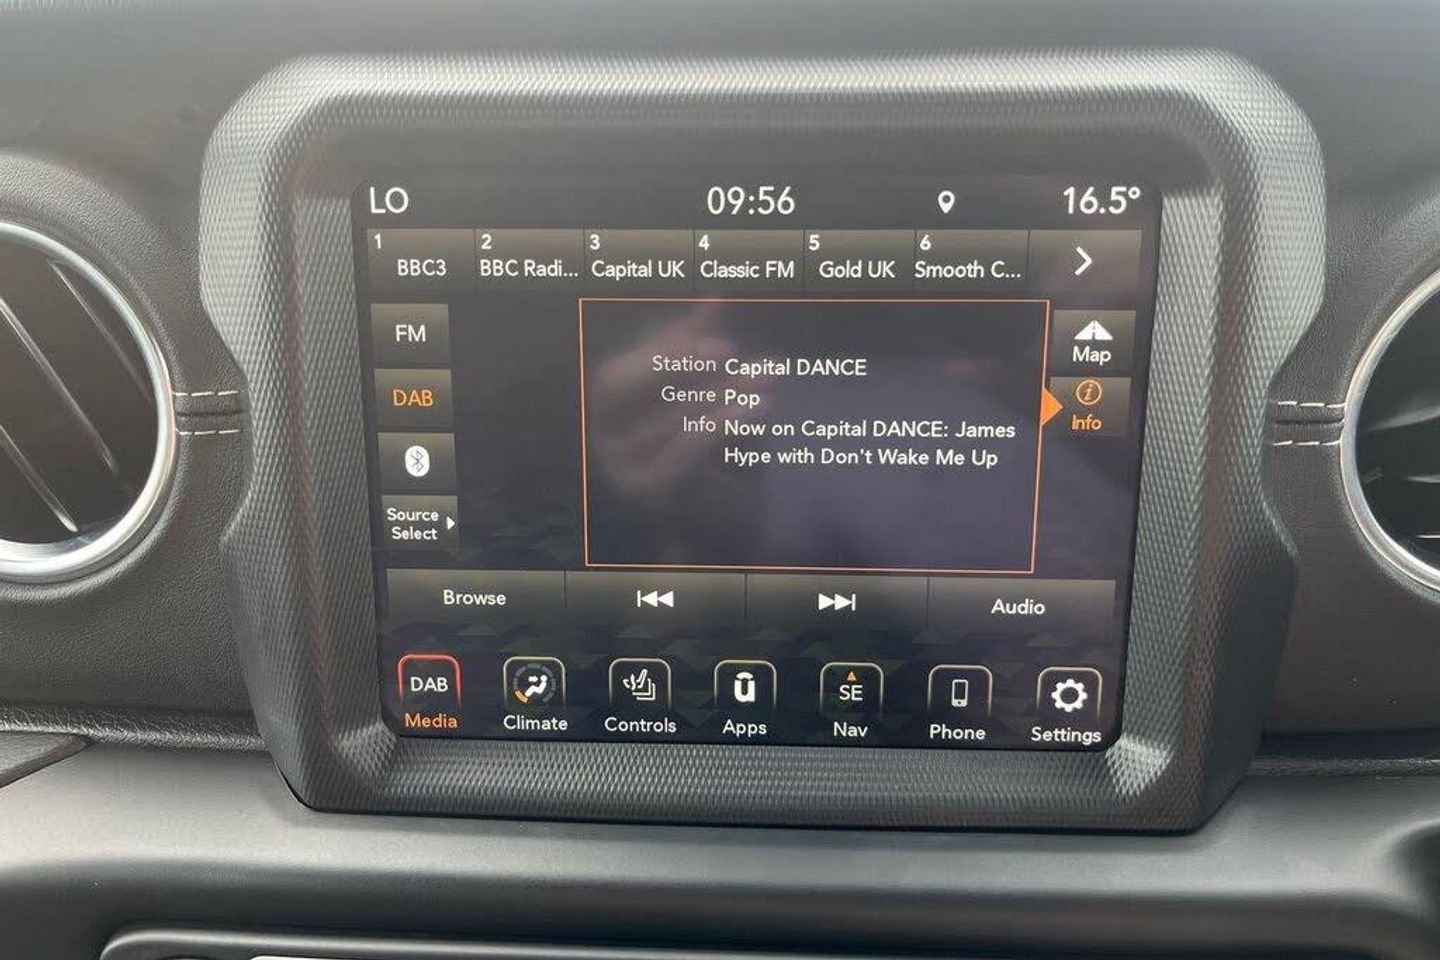 LO 09:56 16.5°
1 2 3 4 5 6
BBC3 BBC Radi... Capital UK Classic FM Gold UK Smooth C...
FM
DAB
Source
Select
Station Capital DANCE
Genre Pop
Info Now on Capital DANCE: James
Hype with Don't Wake Me Up
Map
Info
Browse Audio
DAB SE
Media Climate Controls Apps Nav Phone Settings